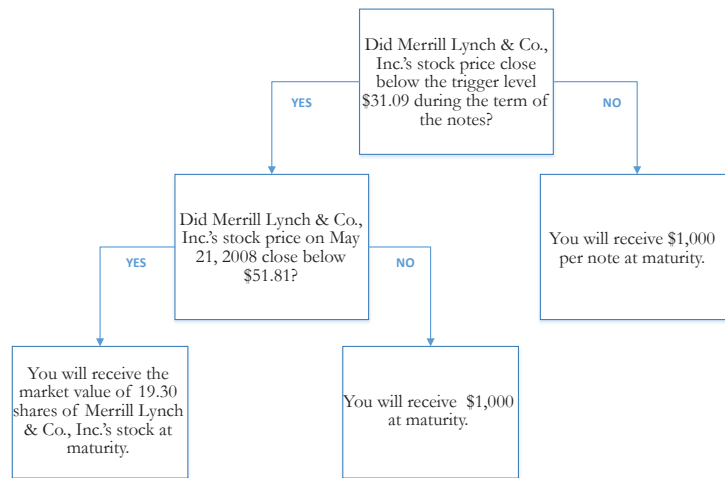 Did Merrill Lynch & Co.,
Inc.'s stock price close
below the trigger level
$31.09 during the term of
the notes?
YES
NO
Did Merrill Lynch & Co.,
Inc.'s stock price on May
21, 2008 close below
$51.81?
You will receive $1,000
per note at maturity.
YES
NO
You will receive the
market value of 19.30
shares of Merrill Lynch
& Co., Inc.'s stock at
maturity.
You will receive $1,000
at maturity.